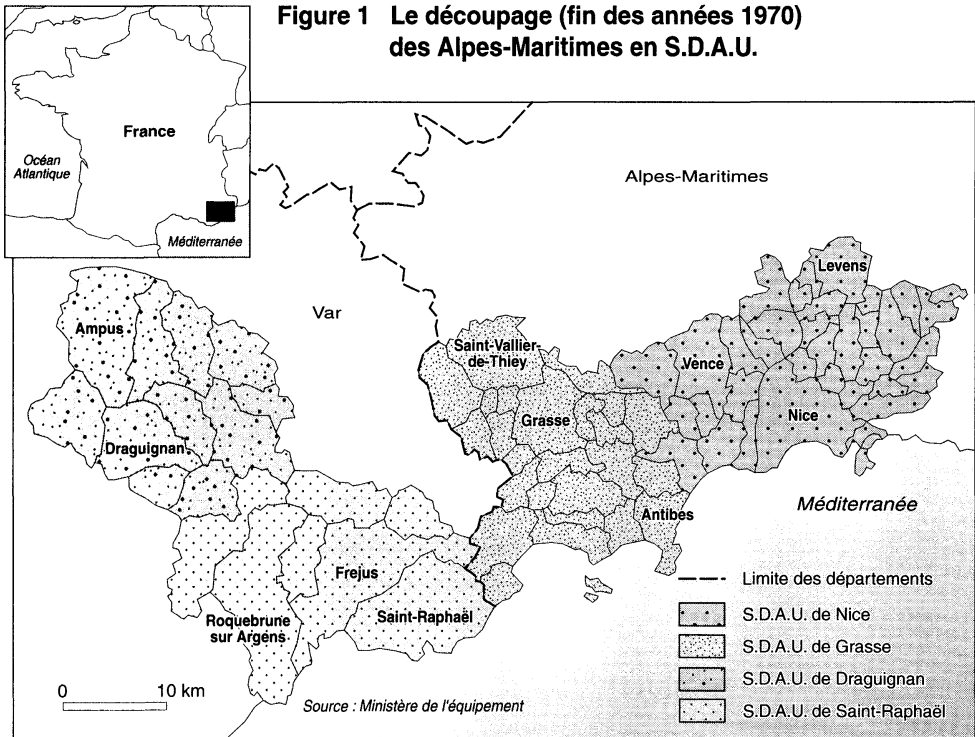 Figure 1 Le découpage (fin des années 1970)
des Alpes-Maritimes en S.D.A.U.
France
Océan
Atlantique
Méditerranée
Alpes-Maritimes
Var
Levens
Ampus
Saint-Vallier-
de-Thiey
Vence
Grasse
Nice
Draguignan
Antibes
Méditerranée
Frejus
Roquebrune
sur Argens
Saint-Raphaël
Limite des départements
S.D.A.U. de Nice
S.D.A.U. de Grasse
S.D.A.U. de Draguignan
S.D.A.U. de Saint-Raphaël
0 10 km
Source : Ministère de l'équipement